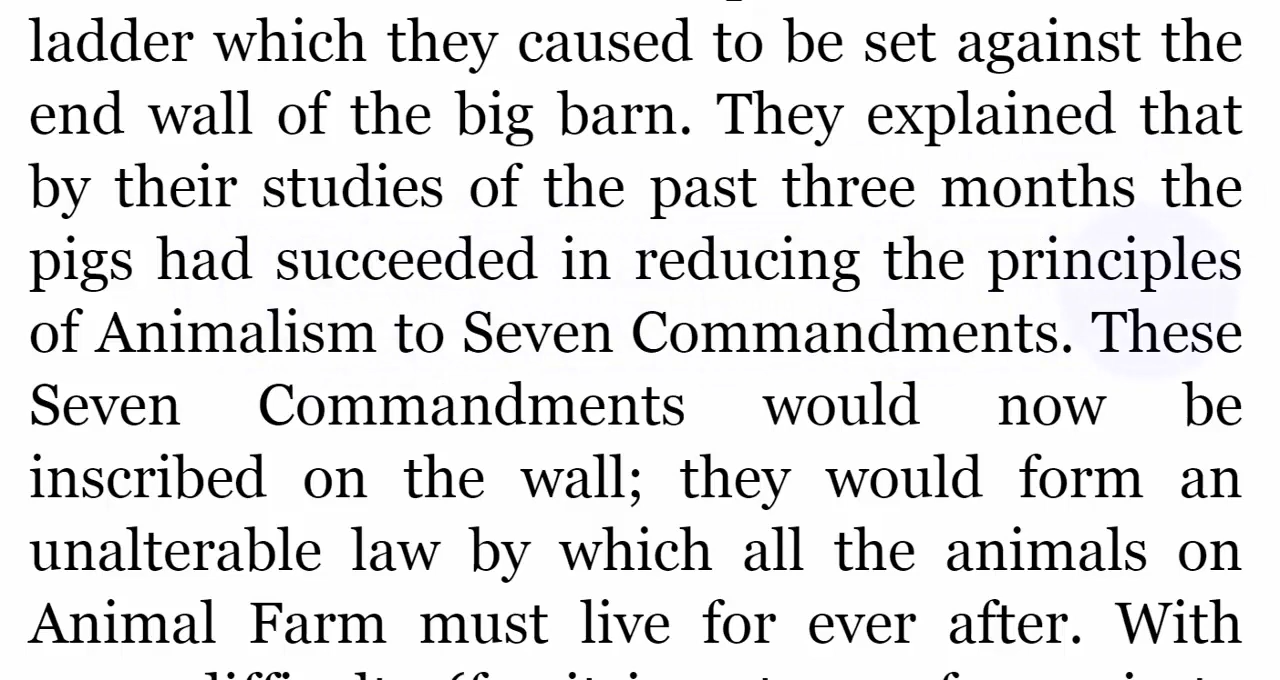 ladder which they caused to be set against the
end wall of the big barn. They explained that
by their studies of the past three months the
pigs had succeeded in reducing the principles
of Animalism to Seven Commandments. These
Seven Commandments would now be
inscribed on the wall; they would form an
unalterable law by which all the animals on
Animal Farm must live for ever after. With